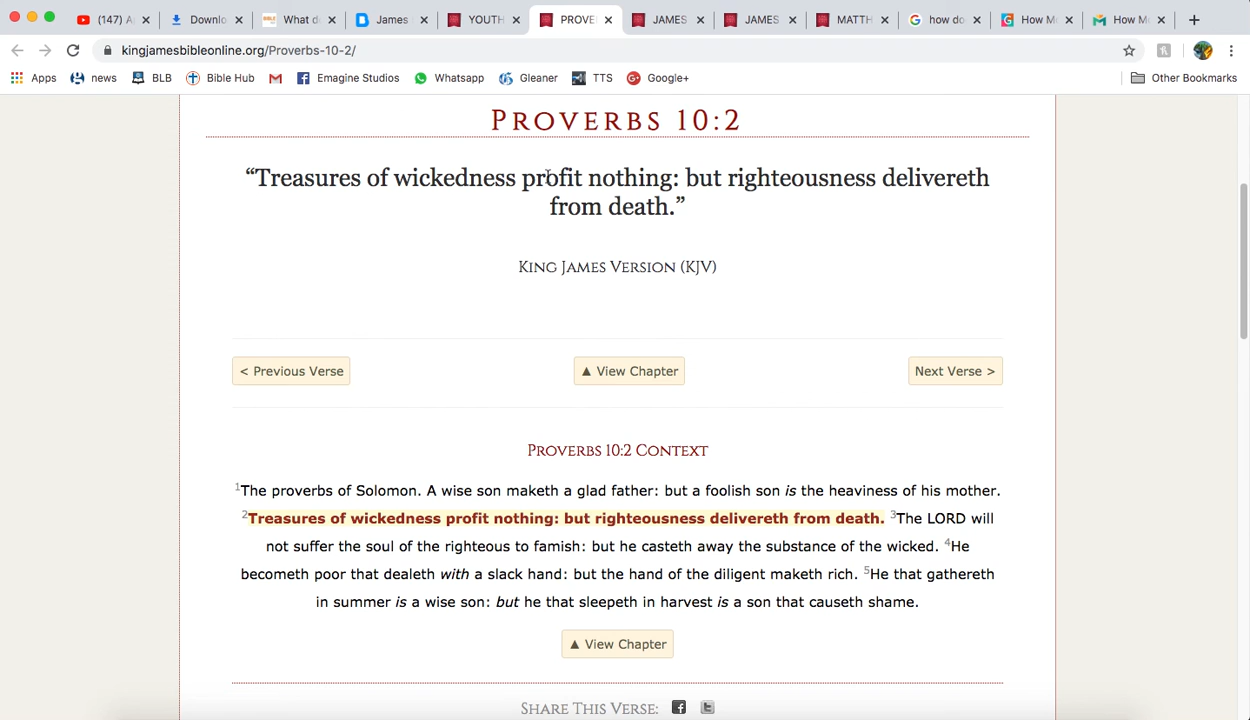 (147) A
Downlo
What d
James
YOUTH
PROVE
JAMES
JAMES
MATTH
how do
How M
How M
kingjamesbibleonline.org/Proverbs-10-2/
Apps
news
BLB
Bible Hub
Emagine Studios
Whatsapp
Gleaner
TTS
Google+
Other Bookmarks
Proverbs 10:2
“Treasures of wickedness profit nothing: but righteousness delivereth
from death.”
King James Version (KJV)
< Previous Verse
▲ View Chapter
Next Verse >
Proverbs 10:2 Context
1The proverbs of Solomon. A wise son maketh a glad father: but a foolish son is the heaviness of his mother.
2Treasures of wickedness profit nothing: but righteousness delivereth from death. 3The LORD will
not suffer the soul of the righteous to famish: but he casteth away the substance of the wicked. 4He
becometh poor that dealeth with a slack hand: but the hand of the diligent maketh rich. 5He that gathereth
in summer is a wise son: but he that sleepeth in harvest is a son that causeth shame.
▲ View Chapter
Share This Verse: